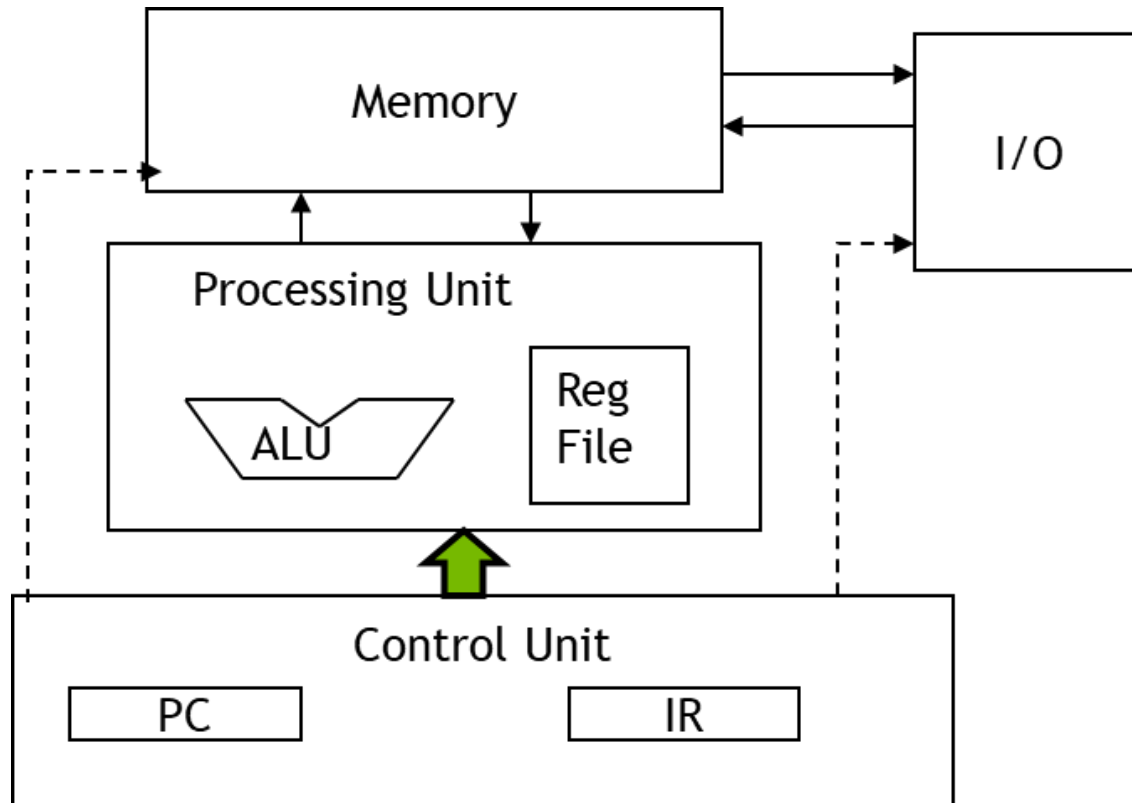 Memory
I/O
Processing Unit
ALU
Reg
File
Control Unit
PC
IR